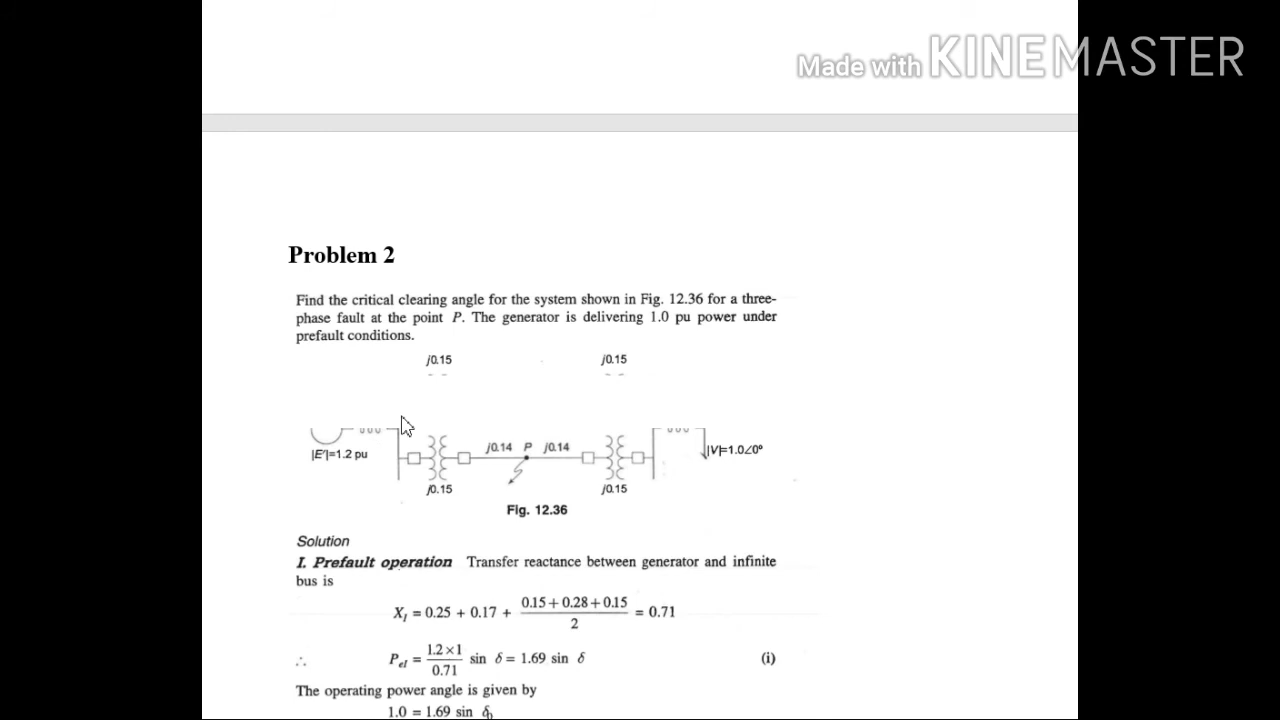 Made with KINEMASTER
Problem 2
Find the critical clearing angle for the system shown in Fig. 12.36 for a three-
phase fault at the point P. The generator is delivering 1.0 pu power under
prefault conditions.
j0.15 j0.15
j0.14 P j0.14
|E'|=1.2 pu |V|=1.0∠0°
j0.15 j0.15
Fig. 12.36
Solution
I. Prefault operation Transfer reactance between generator and infinite
bus is
X_I = 0.25 + 0.17 + (0.15 + 0.28 + 0.15)/2 = 0.71
∴ P_eI = (1.2 × 1)/0.71 sin δ = 1.69 sin δ (i)
The operating power angle is given by
1.0 = 1.69 sin δ₀